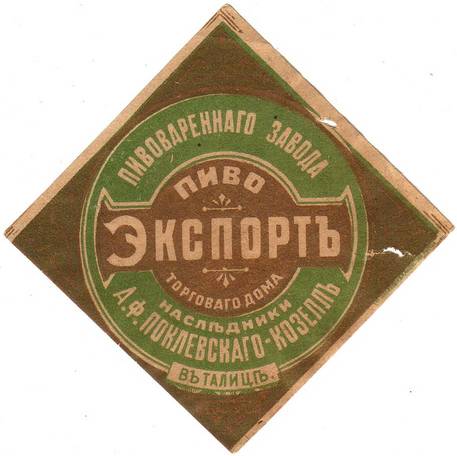 ПИВОВАРЕННАГО ЗАВОДА
ПИВО
ЭКСПОРТЪ
ТОРГОВАГО ДОМА
НАСЛѢДНИКИ
А.Ф. ПОКЛЕВСКАГО-КОЗЕЛЛЪ
ВЪ ТАЛИЦѢ.